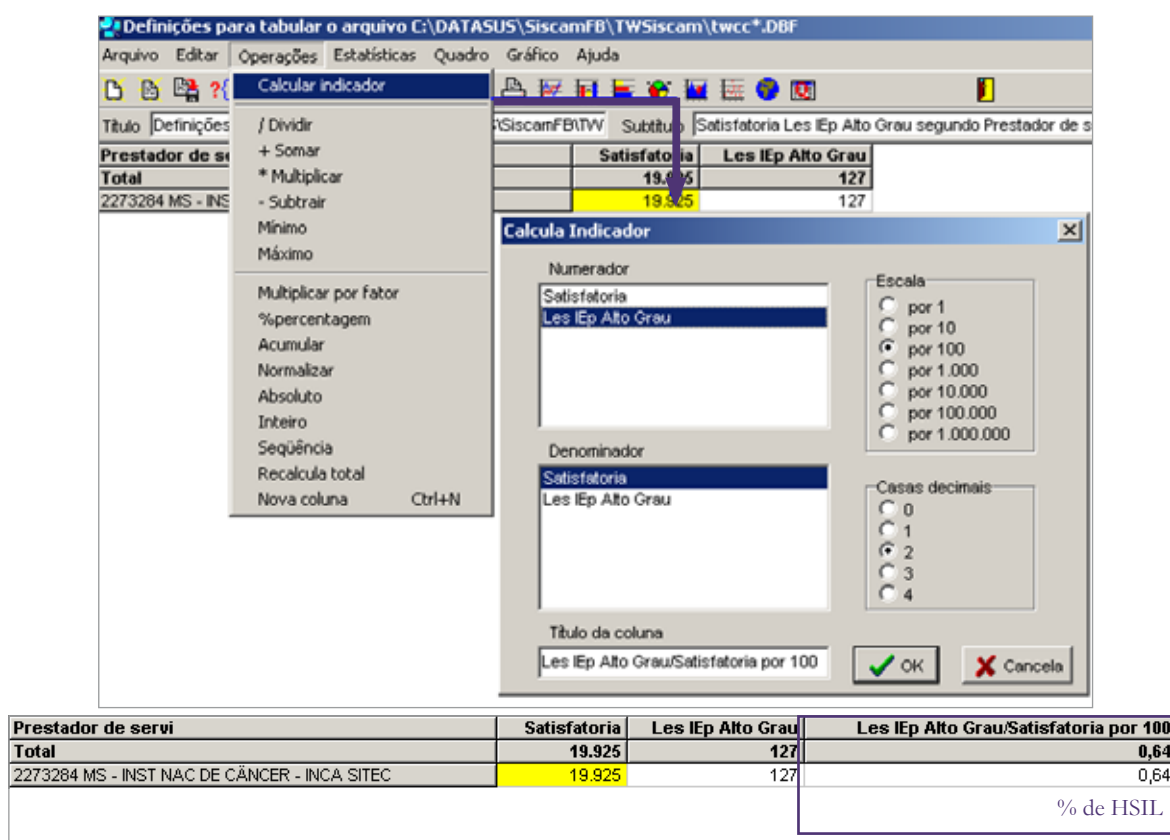 Definições para tabular o arquivo C:\DATASUS\SiscamFB\TWSiscam\twcc*.DBF
Arquivo Editar Operações Estatísticas Quadro Gráfico Ajuda
Calcular indicador
/ Dividir
+ Somar
* Multiplicar
- Subtrair
Mínimo
Máximo
Multiplicar por fator
%percentagem
Acumular
Normalizar
Absoluto
Inteiro
Seqüência
Recalcula total
Nova coluna Ctrl+N
Título Definições \SiscamFB\TW Subtítulo Satisfatoria Les IEp Alto Grau segundo Prestador de s
Prestador de se Satisfatoria Les IEp Alto Grau
Total 19.925 127
2273284 MS - INS 19.925 127
Calcula Indicador
Numerador
Satisfatoria
Les IEp Alto Grau
Denominador
Satisfatoria
Les IEp Alto Grau
Título da coluna
Les IEp Alto Grau/Satisfatoria por 100
Escala
por 1
por 10
por 100
por 1.000
por 10.000
por 100.000
por 1.000.000
Casas decimais
0
1
2
3
4
OK Cancela
Prestador de servi Satisfatoria Les IEp Alto Grau Les IEp Alto Grau/Satisfatoria por 100
Total 19.925 127 0,64
2273284 MS - INST NAC DE CÂNCER - INCA SITEC 19.925 127 0,64
% de HSIL